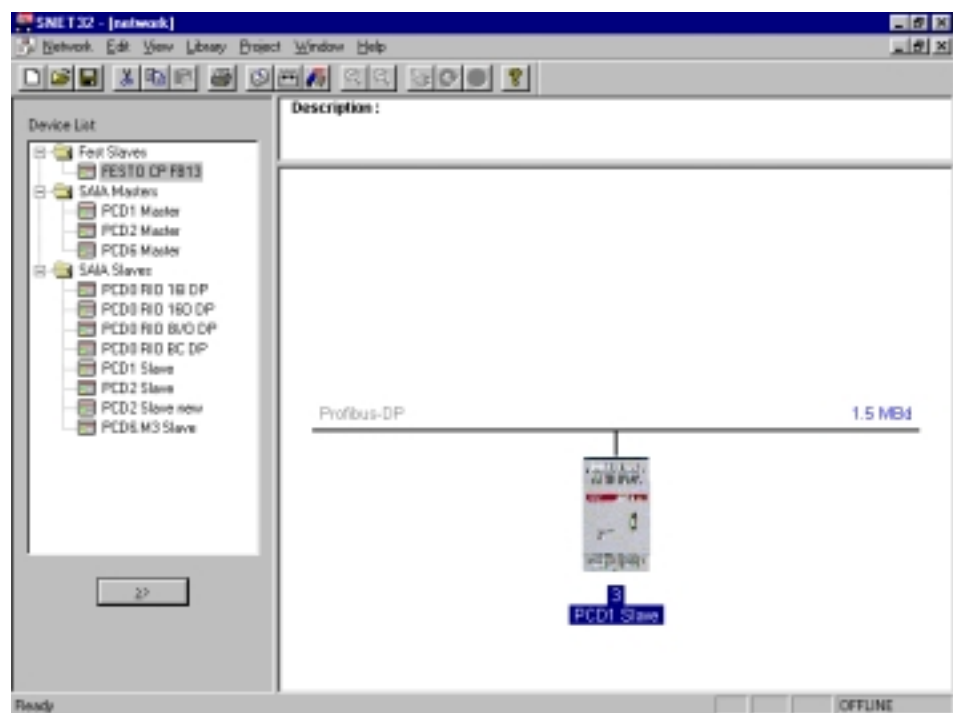 SNET32 - [network]
Network Edit View Library Project Window Help
Description :
Device List
Fest Slaves
FESTO CP FB13
SAIA Masters
PCD1 Master
PCD2 Master
PCD6 Master
SAIA Slaves
PCD0 RIO 16I DP
PCD0 RIO 16O DP
PCD0 RIO 8I/O DP
PCD0 RIO BC DP
PCD1 Slave
PCD2 Slave
PCD2 Slave new
PCD6.M3 Slave
Profibus-DP 1.5 MBd
3
PCD1 Slave
>>
Ready OFFLINE